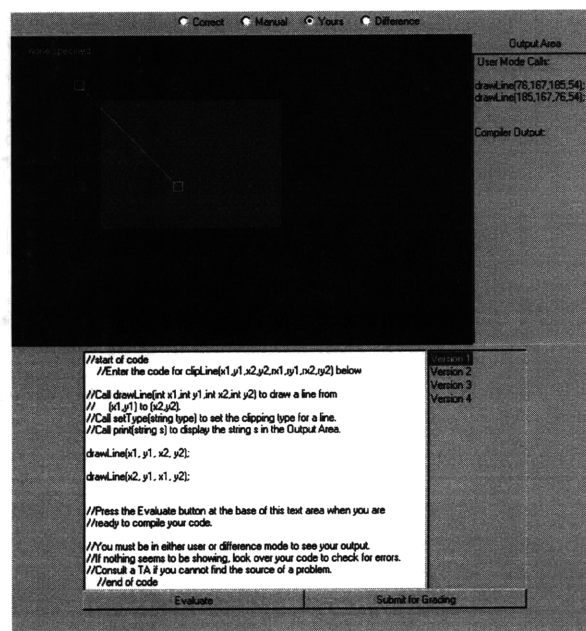 Correct Manual Yours Difference
none specified
Output Area
User Mode Calls:
drawLine(76,167,185,54);
drawLine(185,167,76,54);
Compiler Output:
//start of code
//Enter the code for clipLine(x1,y1,x2,y2,rx1,ry1,rx2,ry2) below
//Call drawLine(int x1,int y1,int x2,int y2) to draw a line from
// (x1,y1) to (x2,y2).
//Call setType(string type) to set the clipping type for a line.
//Call print(string s) to display the string s in the Output Area.
drawLine(x1, y1, x2, y2);
drawLine(x2, y1, x1, y2);
//Press the Evaluate button at the base of this text area when you are
//ready to compile your code.
//You must be in either user or difference mode to see your output.
//If nothing seems to be showing, look over your code to check for errors.
//Consult a TA if you cannot find the source of a problem.
//end of code
Version 1
Version 2
Version 3
Version 4
Evaluate Submit for Grading